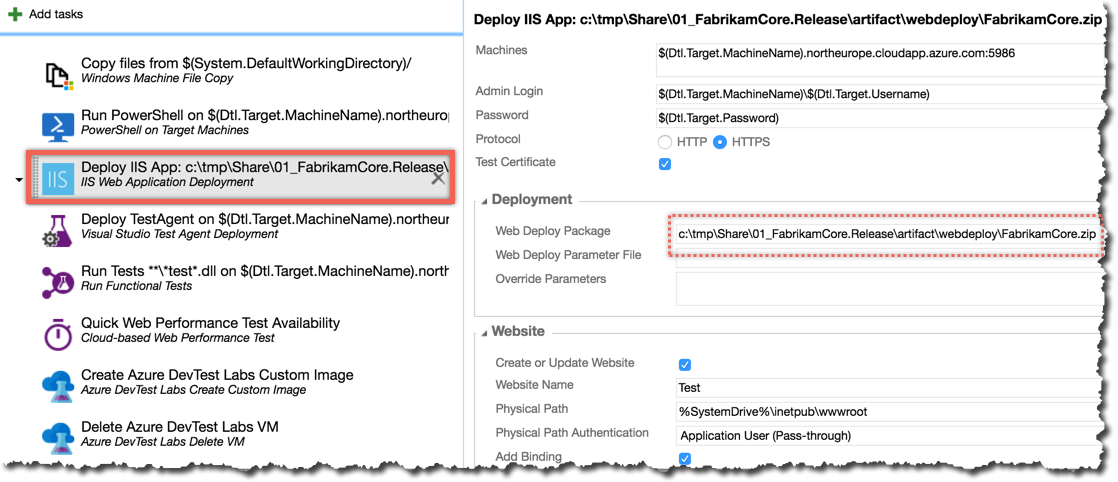 Add tasks
Copy files from $(System.DefaultWorkingDirectory)/
Windows Machine File Copy
Run PowerShell on $(Dtl.Target.MachineName).northeurop
PowerShell on Target Machines
IIS
Deploy IIS App: c:\tmp\Share\01_FabrikamCore.Release\
IIS Web Application Deployment
Deploy TestAgent on $(Dtl.Target.MachineName).northeur
Visual Studio Test Agent Deployment
Run Tests **\*test*.dll on $(Dtl.Target.MachineName).nort
Run Functional Tests
Quick Web Performance Test Availability
Cloud-based Web Performance Test
Create Azure DevTest Labs Custom Image
Azure DevTest Labs Create Custom Image
Delete Azure DevTest Labs VM
Azure DevTest Labs Delete VM
Deploy IIS App: c:\tmp\Share\01_FabrikamCore.Release\artifact\webdeploy\FabrikamCore.zip
Machines $(Dtl.Target.MachineName).northeurope.cloudapp.azure.com:5986
Admin Login $(Dtl.Target.MachineName)\$(Dtl.Target.Username)
Password $(Dtl.Target.Password)
Protocol HTTP HTTPS
Test Certificate
Deployment
Web Deploy Package c:\tmp\Share\01_FabrikamCore.Release\artifact\webdeploy\FabrikamCore.zip
Web Deploy Parameter File
Override Parameters
Website
Create or Update Website
Website Name Test
Physical Path %SystemDrive%\inetpub\wwwroot
Physical Path Authentication Application User (Pass-through)
Add Binding